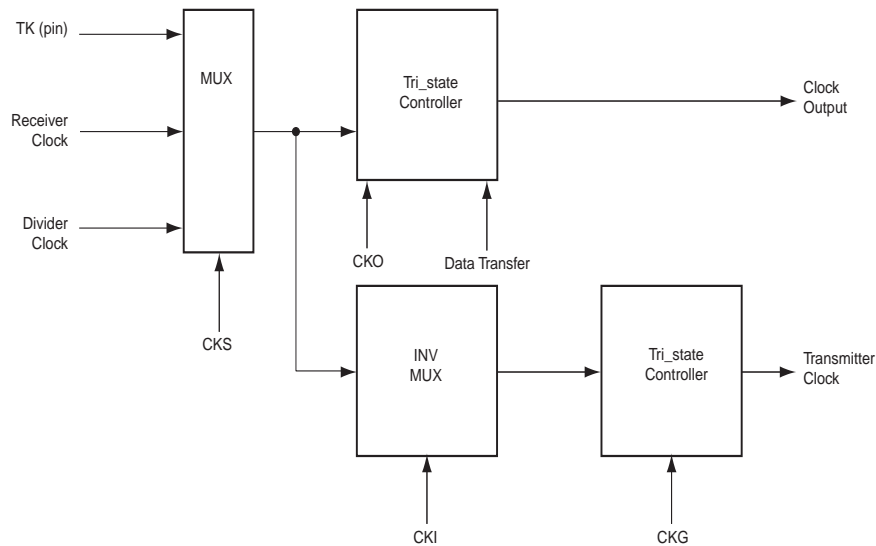 TK (pin)
MUX
Tri_state
Controller
Clock
Output
Receiver
Clock
Divider
Clock
CKO
Data Transfer
CKS
INV
MUX
Tri_state
Controller
Transmitter
Clock
CKI
CKG